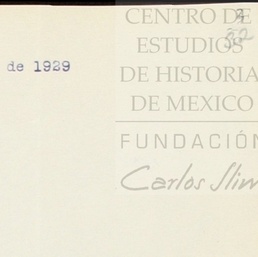 CENTRO DE
ESTUDIOS
DE HISTORIA
DE MEXICO
FUNDACIÓN
Carlos Slim
de 1929